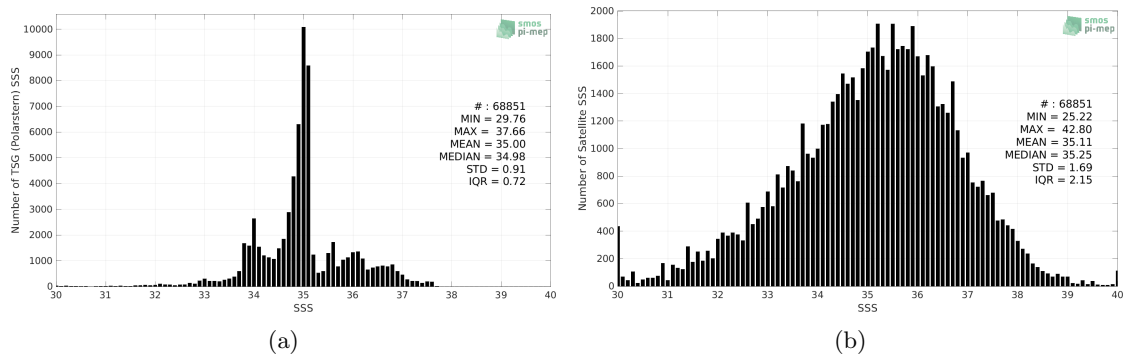 smos
pi-mep
10000
9000
8000
7000
6000
5000
4000
3000
2000
1000
0
Number of TSG (Polarstern) SSS
# : 68851
MIN = 29.76
MAX = 37.66
MEAN = 35.00
MEDIAN = 34.98
STD = 0.91
IQR = 0.72
30 31 32 33 34 35 36 37 38 39 40
SSS
(a)
smos
pi-mep
2000
1800
1600
1400
1200
1000
800
600
400
200
0
Number of Satellite SSS
# : 68851
MIN = 25.22
MAX = 42.80
MEAN = 35.11
MEDIAN = 35.25
STD = 1.69
IQR = 2.15
30 31 32 33 34 35 36 37 38 39 40
SSS
(b)